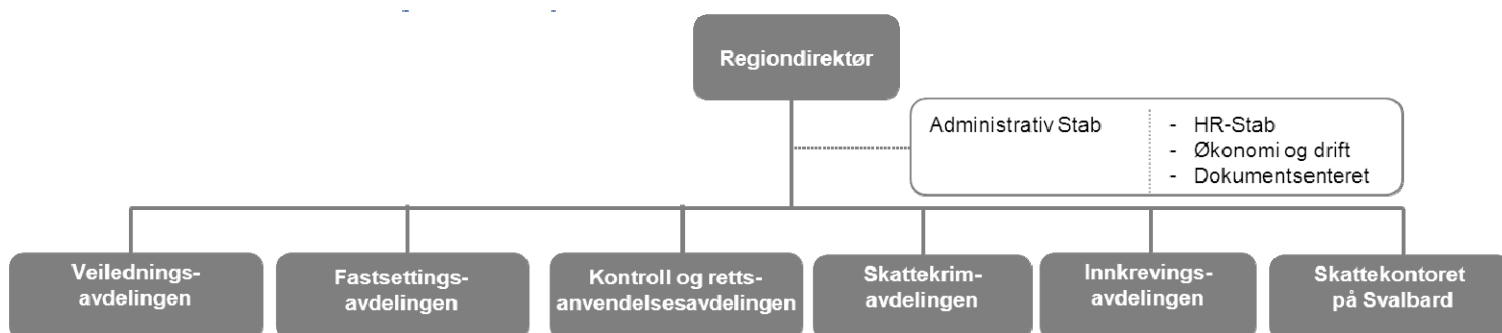 Regiondirektør
Administrativ Stab
- HR-Stab
- Økonomi og drift
- Dokumentsenteret
Veilednings-
avdelingen
Fastsettings-
avdelingen
Kontroll og retts-
anvendelsesavdelingen
Skattekrim-
avdelingen
Innkrevings-
avdelingen
Skattekontoret
på Svalbard